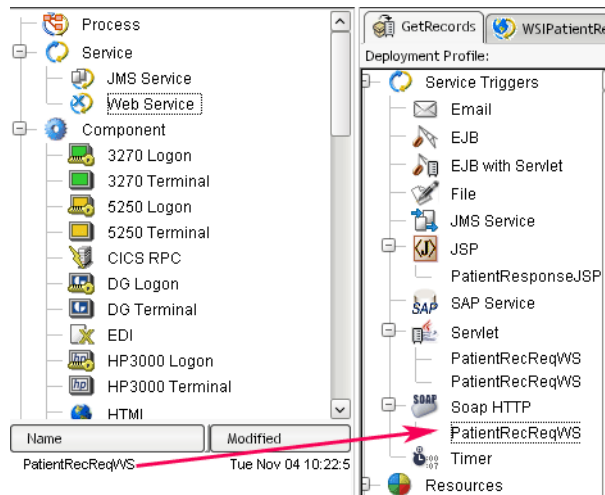 Process
Service
JMS Service
Web Service
Component
3270 Logon
3270 Terminal
5250 Logon
5250 Terminal
CICS RPC
DG Logon
DG Terminal
EDI
HP3000 Logon
HP3000 Terminal
HTML
Name Modified
PatientRecReqWS Tue Nov 04 10:22:5
GetRecords WSIPatientRe
Deployment Profile:
Service Triggers
Email
EJB
EJB with Servlet
File
JMS Service
JSP
PatientResponseJSP
SAP Service
Servlet
PatientRecReqWS
PatientRecReqWS
Soap HTTP
PatientRecReqWS
Timer
Resources